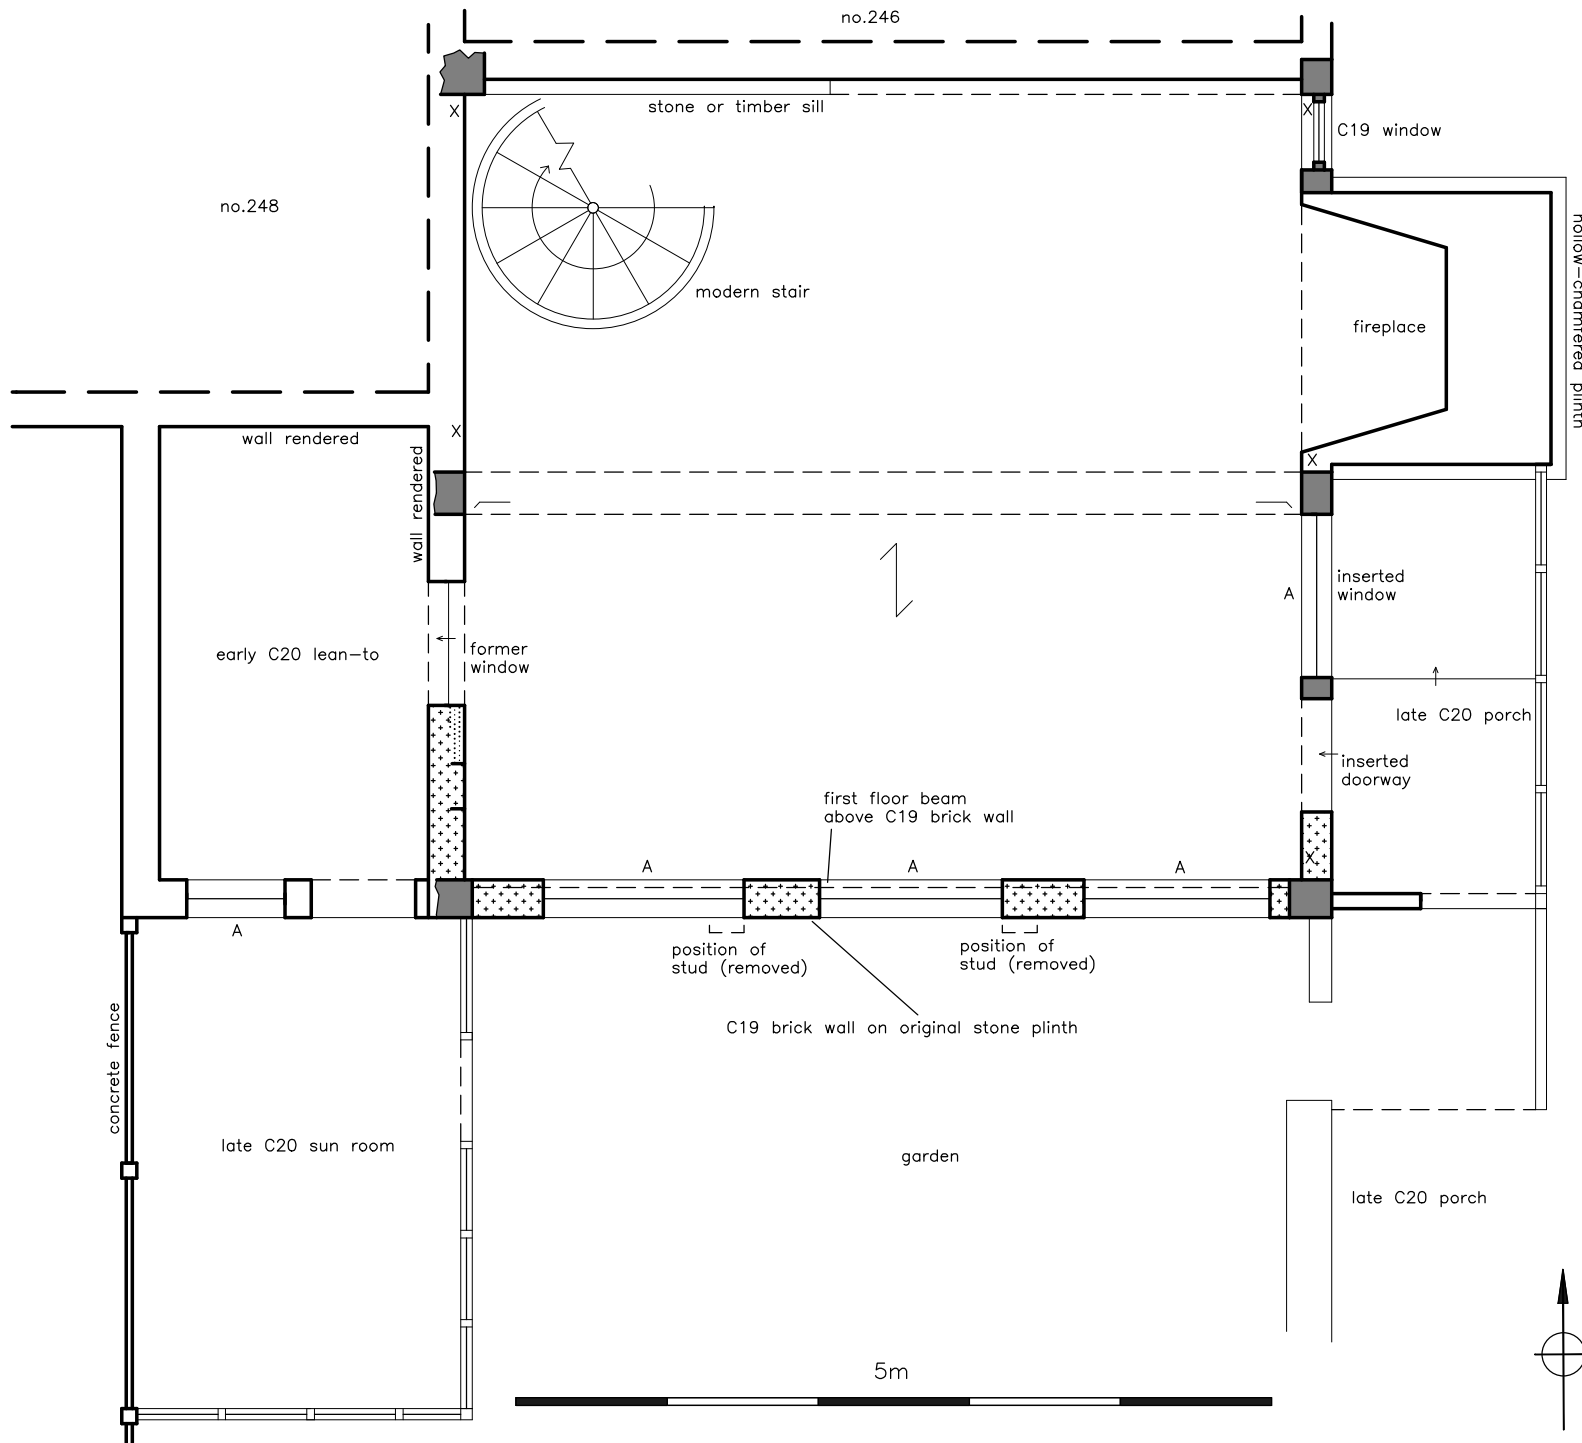 no.246
X
stone or timber sill
X
C19 window
no.248
hollow-chamfered plinth
modern stair
fireplace
wall rendered
X
wall rendered
X
inserted
window
A
early C20 lean-to
former
window
late C20 porch
inserted
doorway
first floor beam
above C19 brick wall
X
A
A
A
A
position of
stud (removed)
position of
stud (removed)
C19 brick wall on original stone plinth
concrete fence
late C20 sun room
garden
late C20 porch
5m